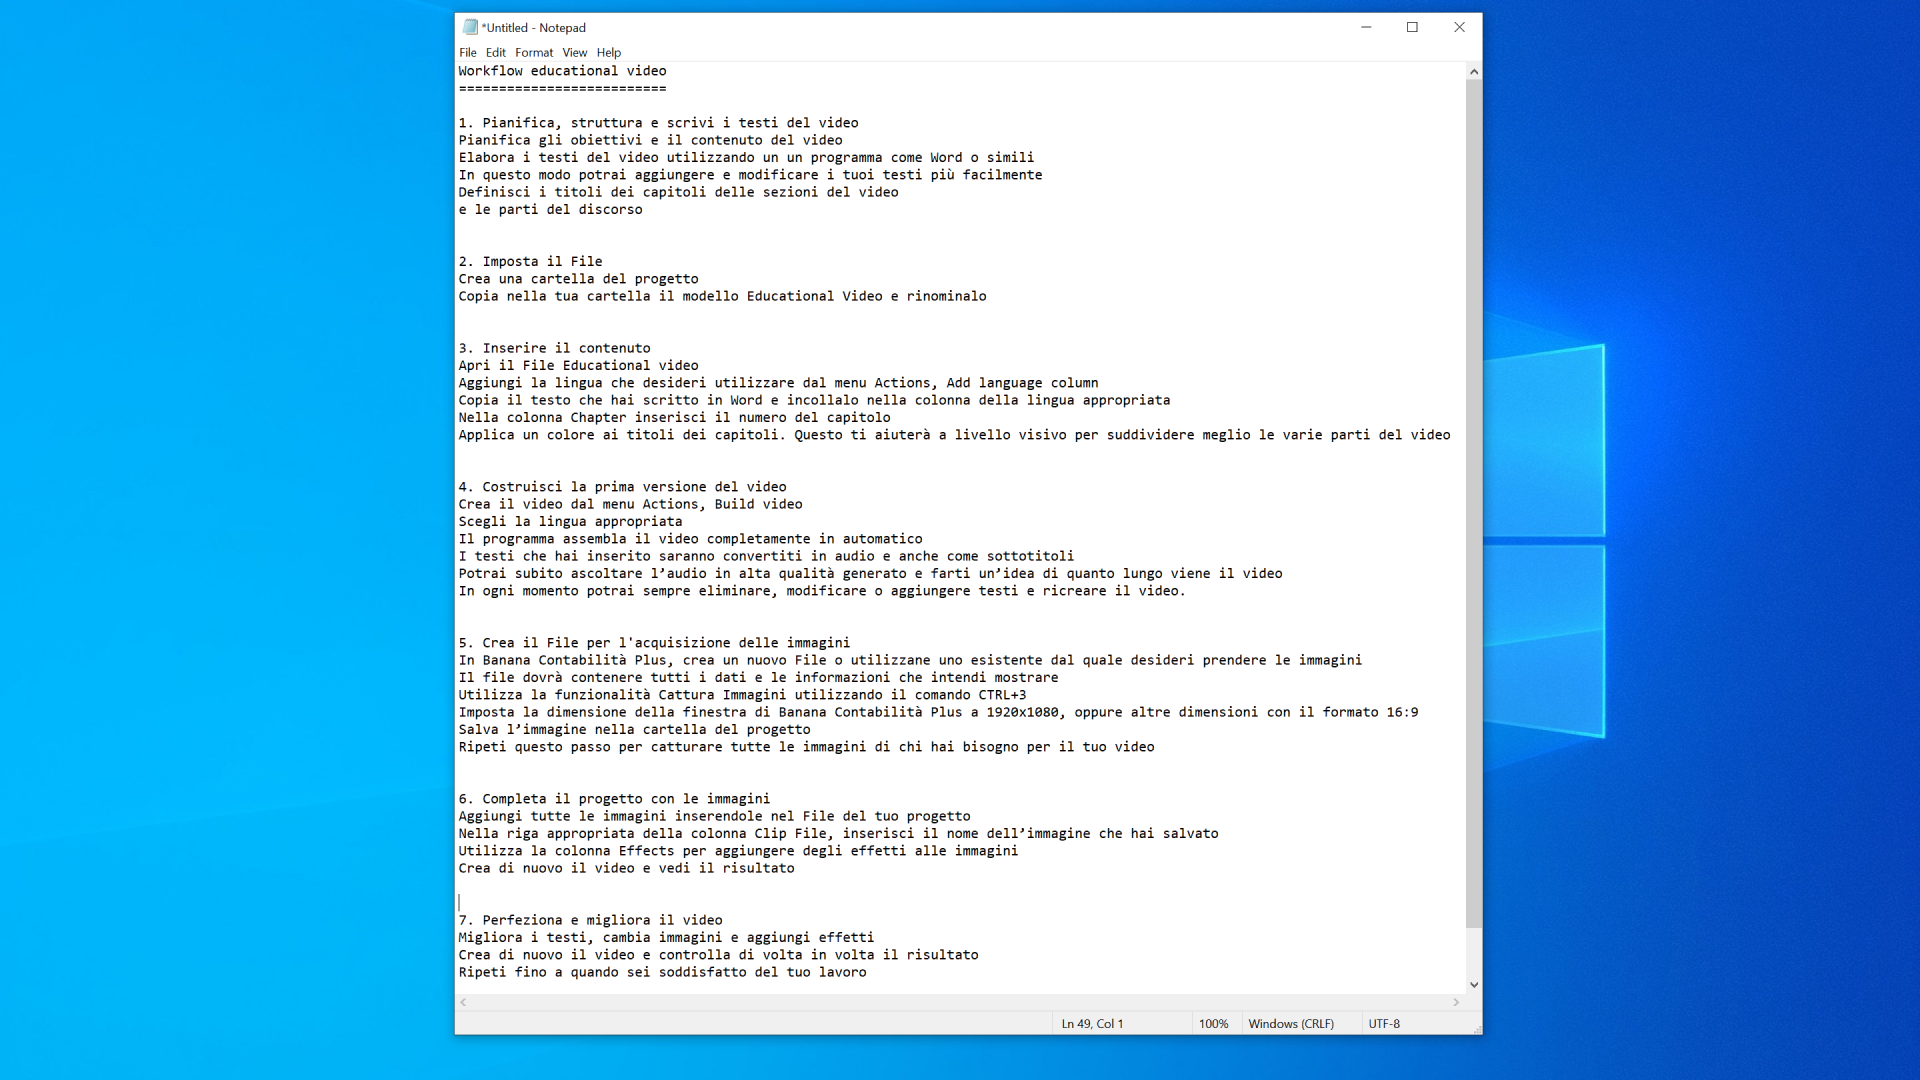 *Untitled - Notepad
File Edit Format View Help
Workflow educational video
==========================
1. Pianifica, struttura e scrivi i testi del video
Pianifica gli obiettivi e il contenuto del video
Elabora i testi del video utilizzando un un programma come Word o simili
In questo modo potrai aggiungere e modificare i tuoi testi più facilmente
Definisci i titoli dei capitoli delle sezioni del video
e le parti del discorso
2. Imposta il File
Crea una cartella del progetto
Copia nella tua cartella il modello Educational Video e rinominalo
3. Inserire il contenuto
Apri il File Educational video
Aggiungi la lingua che desideri utilizzare dal menu Actions, Add language column
Copia il testo che hai scritto in Word e incollalo nella colonna della lingua appropriata
Nella colonna Chapter inserisci il numero del capitolo
Applica un colore ai titoli dei capitoli. Questo ti aiuterà a livello visivo per suddividere meglio le varie parti del video
4. Costruisci la prima versione del video
Crea il video dal menu Actions, Build video
Scegli la lingua appropriata
Il programma assembla il video completamente in automatico
I testi che hai inserito saranno convertiti in audio e anche come sottotitoli
Potrai subito ascoltare l’audio in alta qualità generato e farti un’idea di quanto lungo viene il video
In ogni momento potrai sempre eliminare, modificare o aggiungere testi e ricreare il video.
5. Crea il File per l'acquisizione delle immagini
In Banana Contabilità Plus, crea un nuovo File o utilizzane uno esistente dal quale desideri prendere le immagini
Il file dovrà contenere tutti i dati e le informazioni che intendi mostrare
Utilizza la funzionalità Cattura Immagini utilizzando il comando CTRL+3
Imposta la dimensione della finestra di Banana Contabilità Plus a 1920x1080, oppure altre dimensioni con il formato 16:9
Salva l’immagine nella cartella del progetto
Ripeti questo passo per catturare tutte le immagini di chi hai bisogno per il tuo video
6. Completa il progetto con le immagini
Aggiungi tutte le immagini inserendole nel File del tuo progetto
Nella riga appropriata della colonna Clip File, inserisci il nome dell’immagine che hai salvato
Utilizza la colonna Effects per aggiungere degli effetti alle immagini
Crea di nuovo il video e vedi il risultato
7. Perfeziona e migliora il video
Migliora i testi, cambia immagini e aggiungi effetti
Crea di nuovo il video e controlla di volta in volta il risultato
Ripeti fino a quando sei soddisfatto del tuo lavoro
Ln 49, Col 1 100% Windows (CRLF) UTF-8